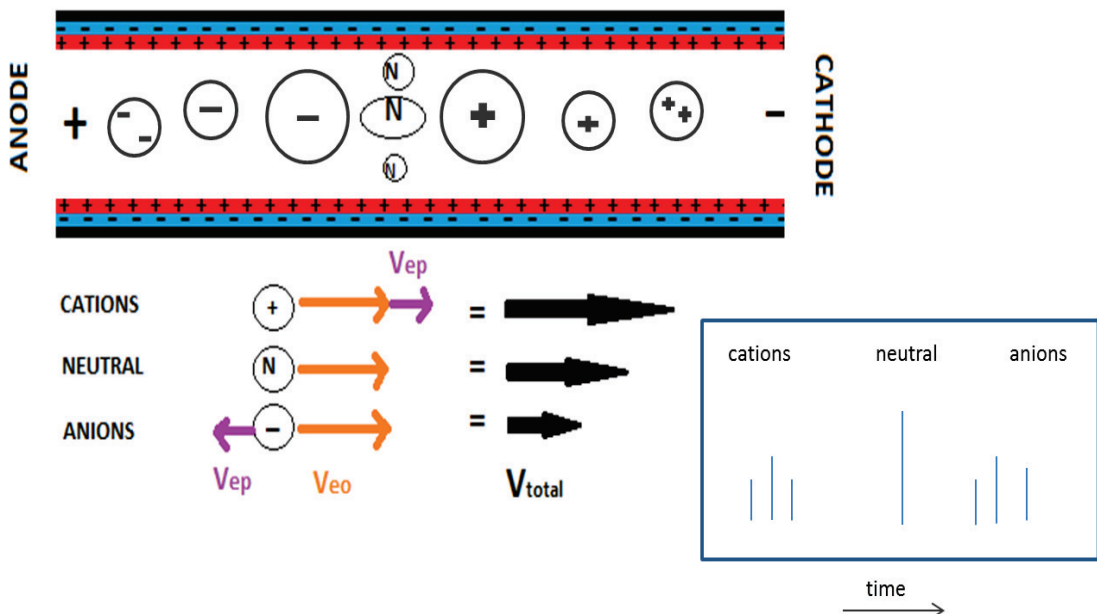 ANODE
CATHODE
+ - - - - N N N + + + + -
Vep
CATIONS + =
NEUTRAL N =
ANIONS - =
Vep Veo Vtotal
cations neutral anions
time